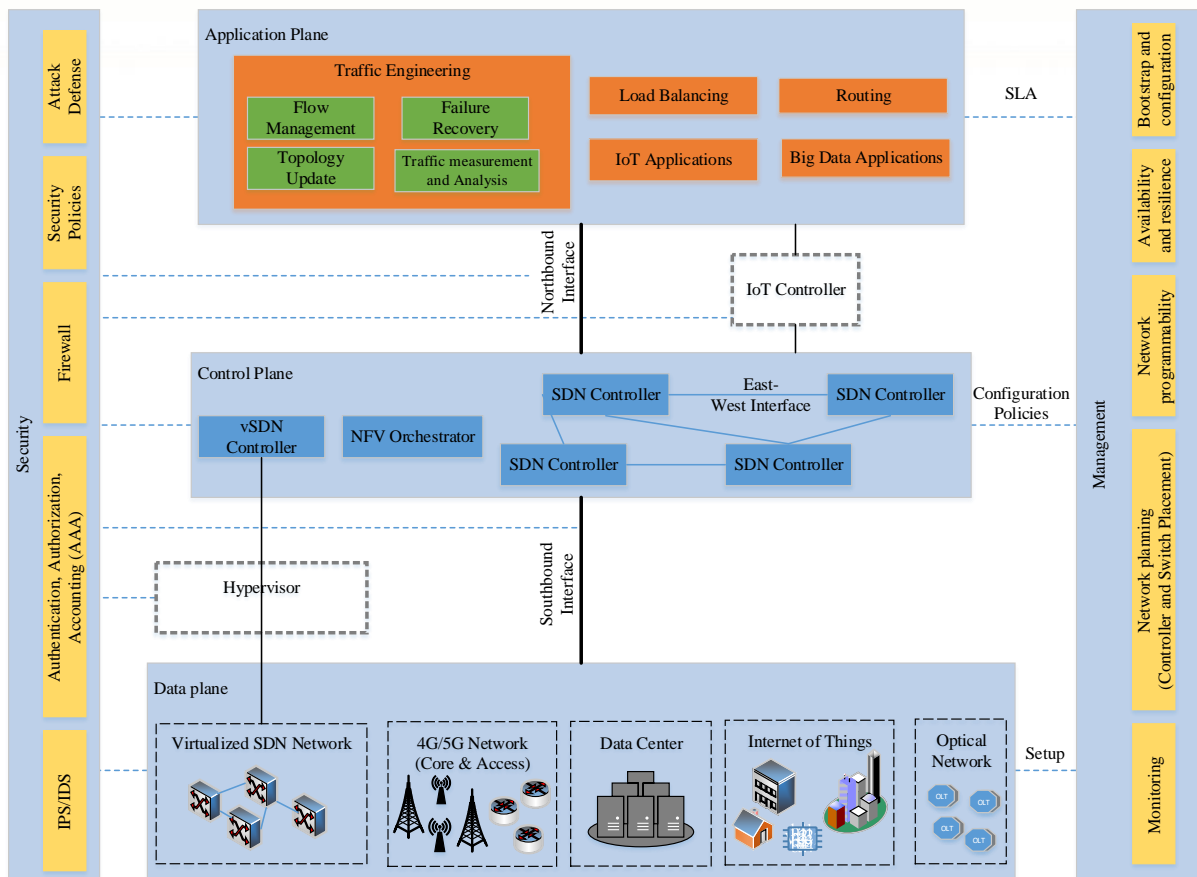 Application Plane
Traffic Engineering
Flow
Management
Failure
Recovery
Topology
Update
Traffic measurement
and Analysis
Load Balancing
Routing
IoT Applications
Big Data Applications
Security
Attack
Defense
Security
Policies
Firewall
Authentication, Authorization,
Accounting (AAA)
IPS/IDS
SLA
Northbound
Interface
IoT Controller
Control Plane
vSDN
Controller
NFV Orchestrator
SDN Controller
East-
West Interface
SDN Controller
SDN Controller
SDN Controller
Configuration
Policies
Hypervisor
Southbound
Interface
Data plane
Virtualized SDN Network
4G/5G Network
(Core & Access)
Data Center
Internet of Things
Optical
Network
OLT
OLT
OLT
OLT
Setup
Management
Bootstrap and
configuration
Availability
and resilience
Network
programmability
Network planning
(Controller and Switch Placement)
Monitoring